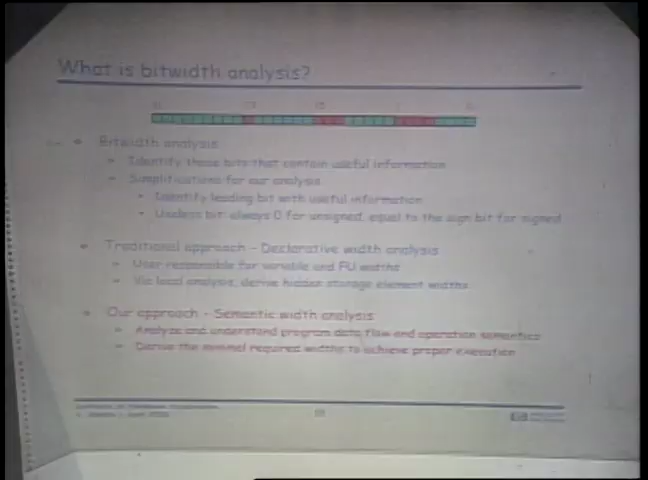 What is bitwidth analysis?
Bitwidth analysis
Identify those bits that contain useful information
Simplifications for our analysis
Identify leading bit with useful information
Useless bit: always 0 for unsigned, equal to the sign bit for signed
Traditional approach - Declarative width analysis
User responsible for variable and FU widths
Via local analysis, derive hidden storage element widths
Our approach - Semantic width analysis
Analyze and understand program data flow and operation semantics
Derive the minimal required widths to achieve proper execution